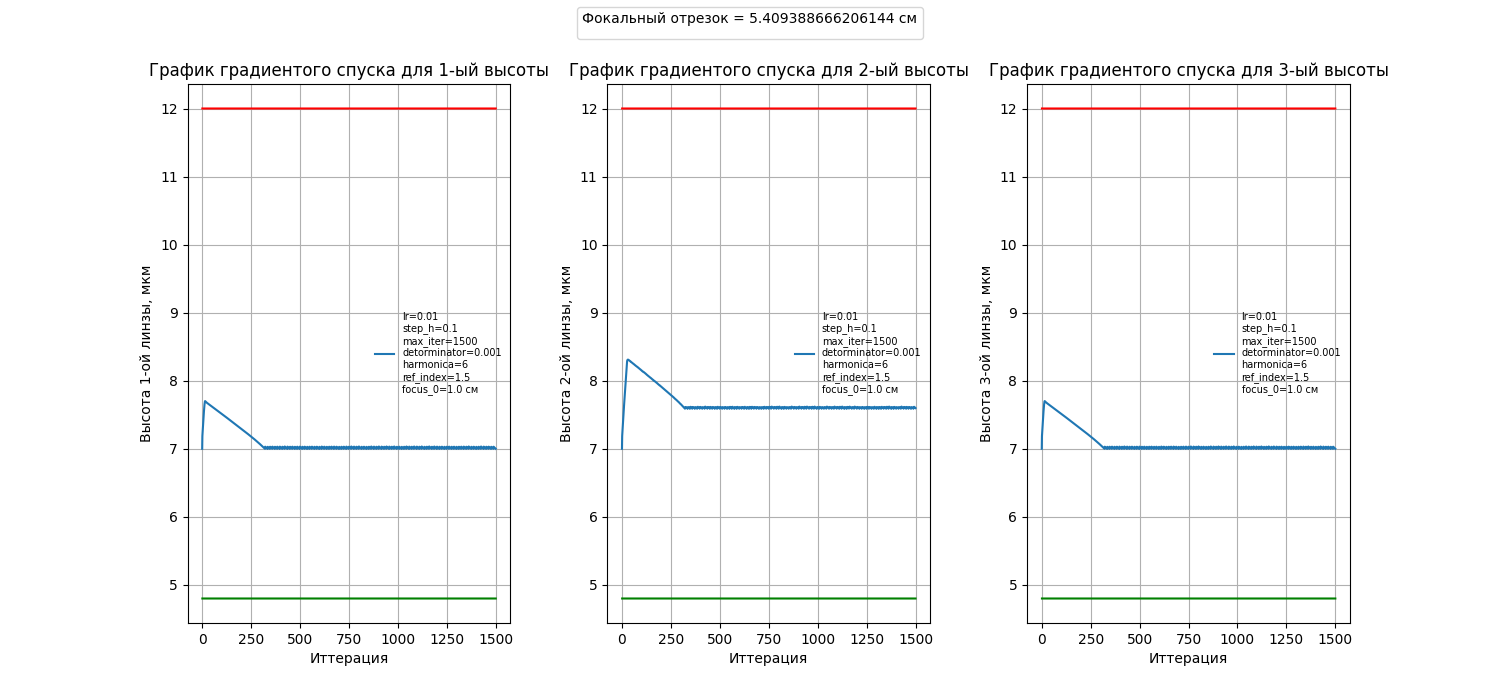 Фокальный отрезок = 5.409388666206144 см
График градиентого спуска для 1-ый высоты
Высота 1-ой линзы, мкм
12
11
10
9
8
7
6
5
lr=0.01
step_h=0.1
max_iter=1500
detorminator=0.001
harmonica=6
ref_index=1.5
focus_0=1.0 см
0 250 500 750 1000 1250 1500
Иттерация
График градиентого спуска для 2-ый высоты
Высота 2-ой линзы, мкм
12
11
10
9
8
7
6
5
lr=0.01
step_h=0.1
max_iter=1500
detorminator=0.001
harmonica=6
ref_index=1.5
focus_0=1.0 см
0 250 500 750 1000 1250 1500
Иттерация
График градиентого спуска для 3-ый высоты
Высота 3-ой линзы, мкм
12
11
10
9
8
7
6
5
lr=0.01
step_h=0.1
max_iter=1500
detorminator=0.001
harmonica=6
ref_index=1.5
focus_0=1.0 см
0 250 500 750 1000 1250 1500
Иттерация